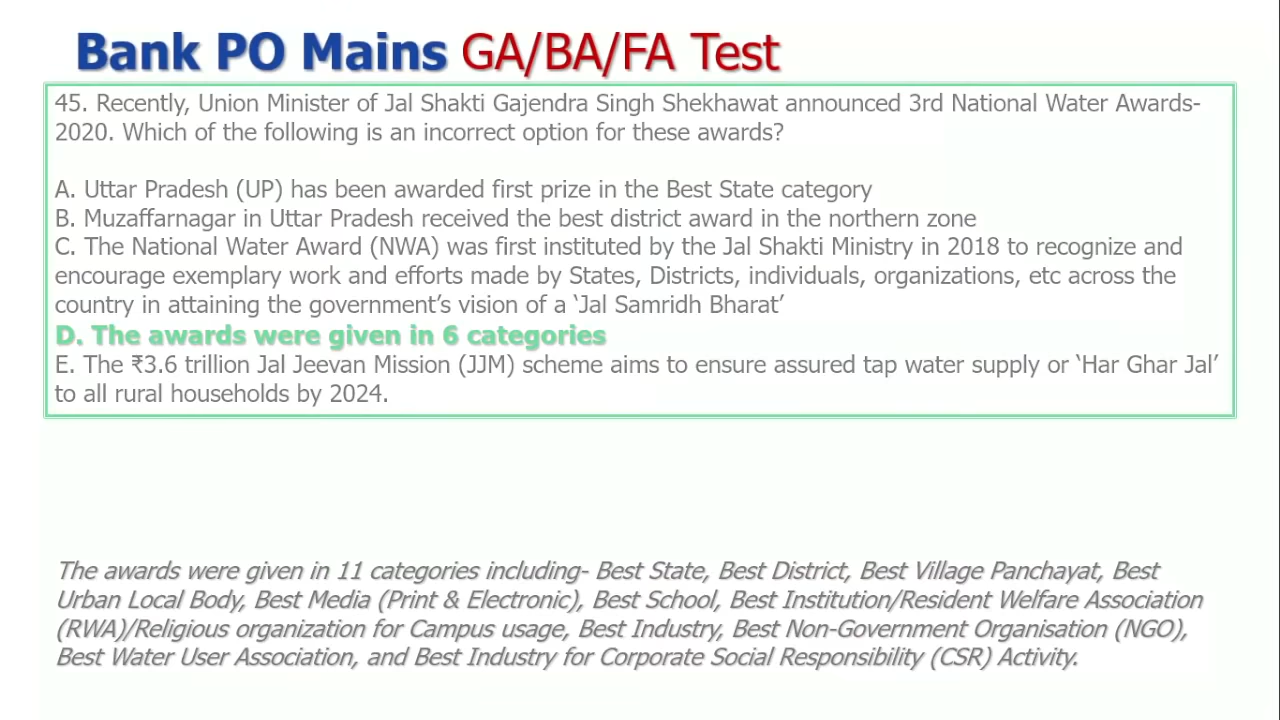 Bank PO Mains GA/BA/FA Test
45. Recently, Union Minister of Jal Shakti Gajendra Singh Shekhawat announced 3rd National Water Awards-
2020. Which of the following is an incorrect option for these awards?
A. Uttar Pradesh (UP) has been awarded first prize in the Best State category
B. Muzaffarnagar in Uttar Pradesh received the best district award in the northern zone
C. The National Water Award (NWA) was first instituted by the Jal Shakti Ministry in 2018 to recognize and
encourage exemplary work and efforts made by States, Districts, individuals, organizations, etc across the
country in attaining the government’s vision of a ‘Jal Samridh Bharat’
D. The awards were given in 6 categories
E. The ₹3.6 trillion Jal Jeevan Mission (JJM) scheme aims to ensure assured tap water supply or ‘Har Ghar Jal’
to all rural households by 2024.
The awards were given in 11 categories including- Best State, Best District, Best Village Panchayat, Best
Urban Local Body, Best Media (Print & Electronic), Best School, Best Institution/Resident Welfare Association
(RWA)/Religious organization for Campus usage, Best Industry, Best Non-Government Organisation (NGO),
Best Water User Association, and Best Industry for Corporate Social Responsibility (CSR) Activity.